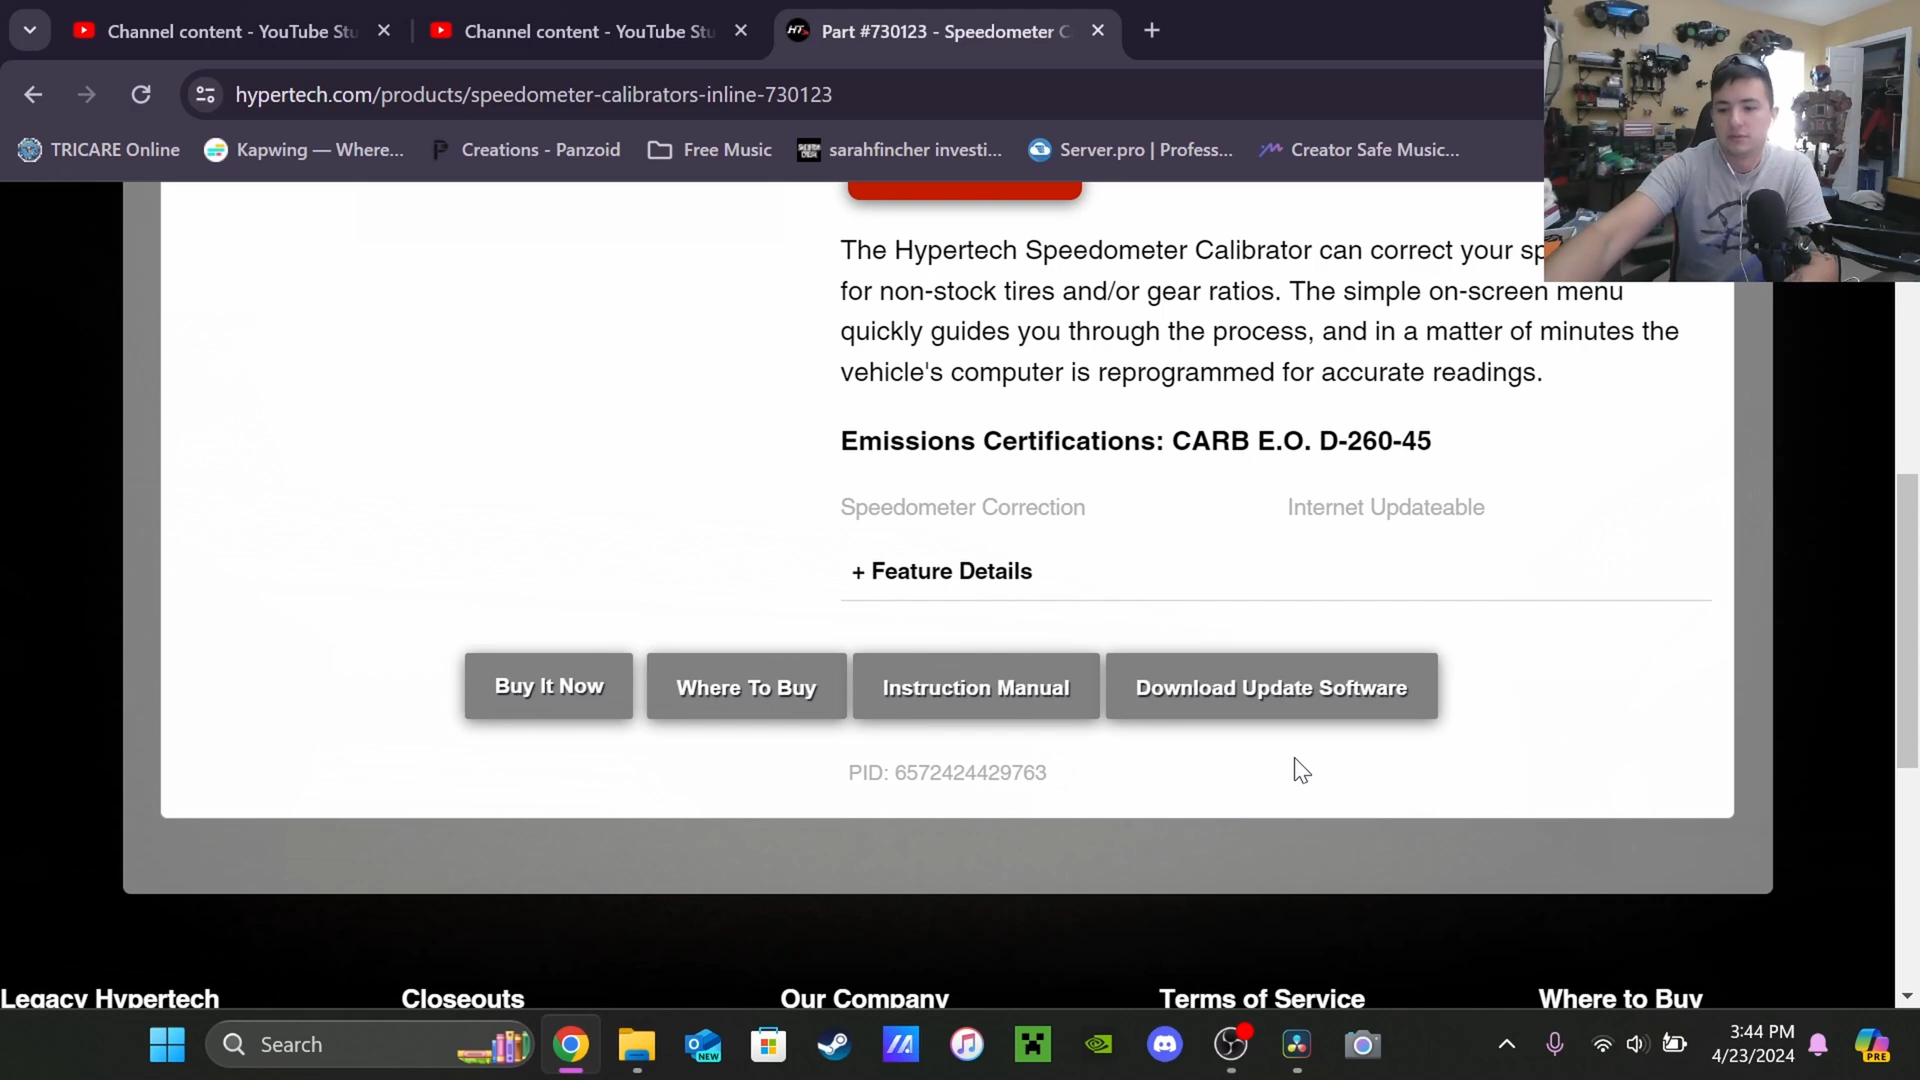 Channel content - YouTube Stu
Channel content - YouTube Stu
HT
Part #730123 - Speedometer C
hypertech.com/products/speedometer-calibrators-inline-730123
TRICARE Online
Kapwing — Where...
Creations - Panzoid
Free Music
sarahfincher investi...
Server.pro | Profess...
Creator Safe Music...
The Hypertech Speedometer Calibrator can correct your sp
for non-stock tires and/or gear ratios. The simple on-screen menu
quickly guides you through the process, and in a matter of minutes the
vehicle's computer is reprogrammed for accurate readings.
Emissions Certifications: CARB E.O. D-260-45
Speedometer Correction
Internet Updateable
+ Feature Details
Buy It Now
Where To Buy
Instruction Manual
Download Update Software
PID: 6572424429763
Legacy Hypertech
Closeouts
Our Company
Terms of Service
Where to Buy
Search
NEW
3:44 PM
4/23/2024
PRE